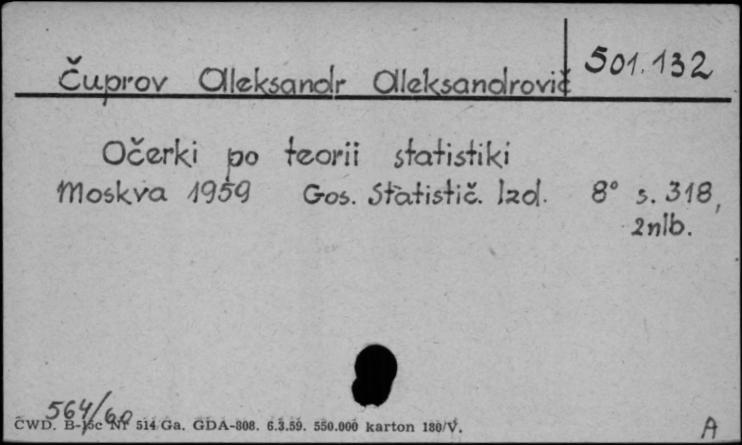 501.132
Čuprov Aleksandr Aleksandrovič
Očerki po teorii statistiki
Moskva 1959 Gos. Statistič. Izd. 8° s. 318,
2nlb.
564/60
CWD. B-15c Nr 514 Ga. GDA-808. 6.3.59. 550.000 karton 180/V.
A